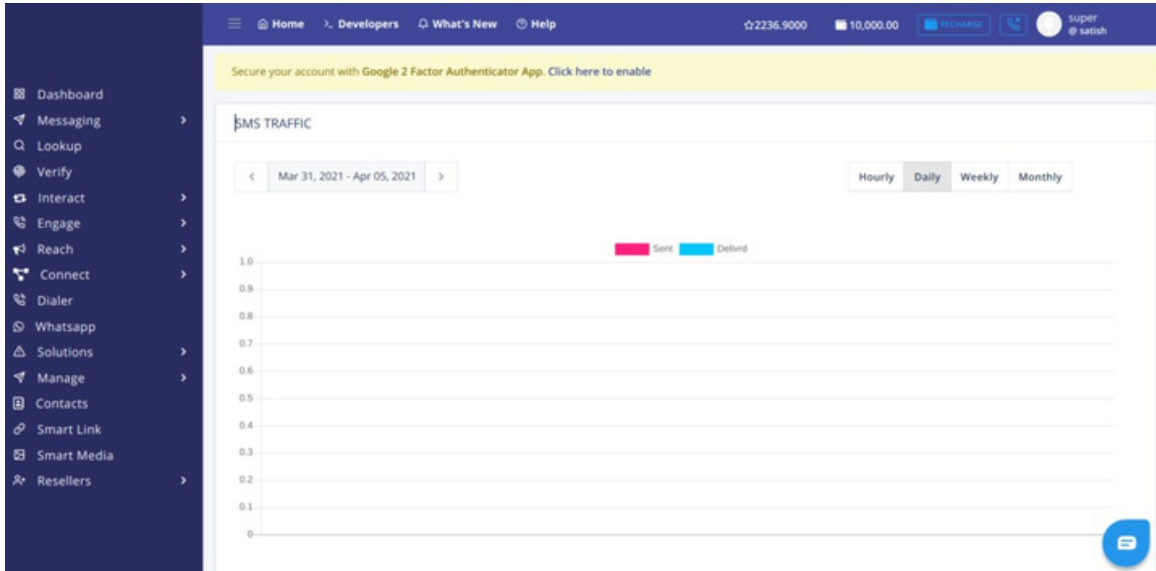 Home Developers What's New Help ☆2236.9000 10,000.00 RECHARGE super
@ satish
Secure your account with Google 2 Factor Authenticator App. Click here to enable
Dashboard
Messaging
Lookup
Verify
Interact
Engage
Reach
Connect
Dialer
Whatsapp
Solutions
Manage
Contacts
Smart Link
Smart Media
Resellers
SMS TRAFFIC
< Mar 31, 2021 - Apr 05, 2021 >
Hourly Daily Weekly Monthly
Sent Delivrd
1.0
0.9
0.8
0.7
0.6
0.5
0.4
0.3
0.2
0.1
0